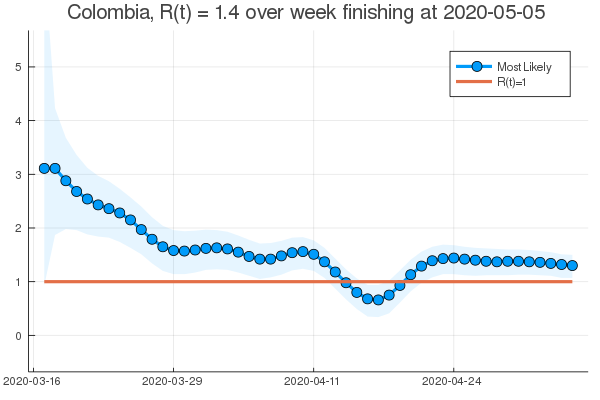 Colombia, R(t) = 1.4 over week finishing at 2020-05-05
5
Most Likely
R(t)=1
4
3
2
1
0
2020-03-16 2020-03-29 2020-04-11 2020-04-24